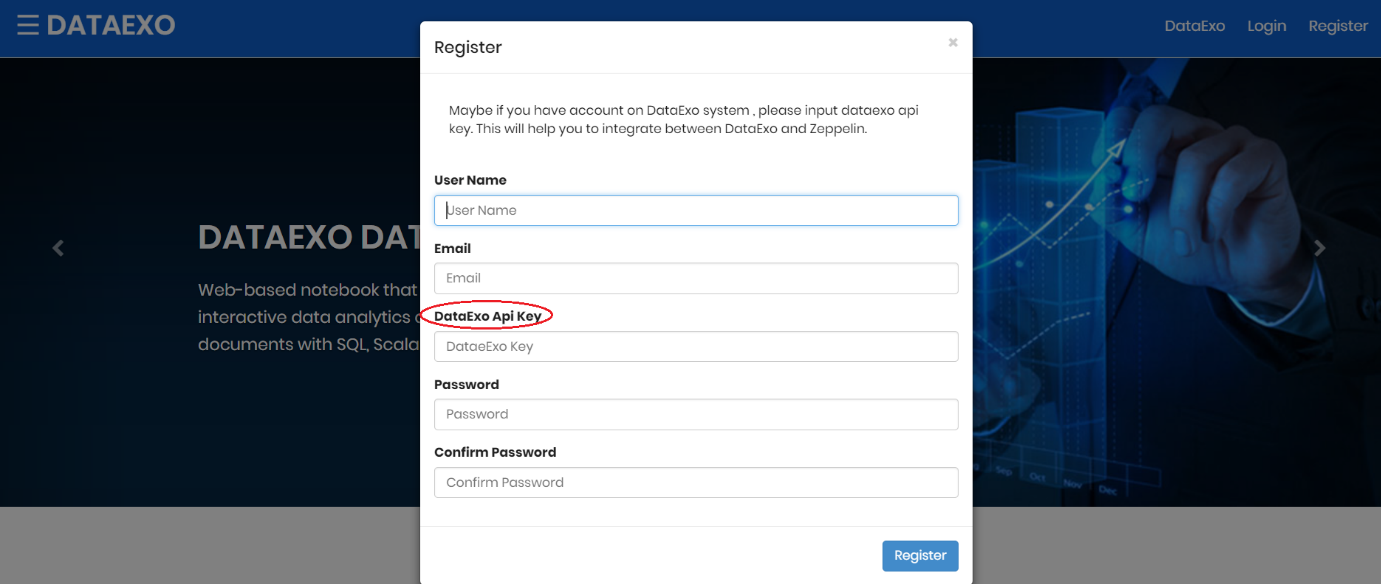 DATAEXO
DataExo Login Register
Register
×
Maybe if you have account on DataExo system , please input dataexo api
key. This will help you to integrate between DataExo and Zeppelin.
User Name
User Name
Email
Email
DataExo Api Key
DataeExo Key
Password
Password
Confirm Password
Confirm Password
Register
DATAEXO DAT
Web-based notebook that
interactive data analytics
documents with SQL, Scala
Sep Oct Nov Dec